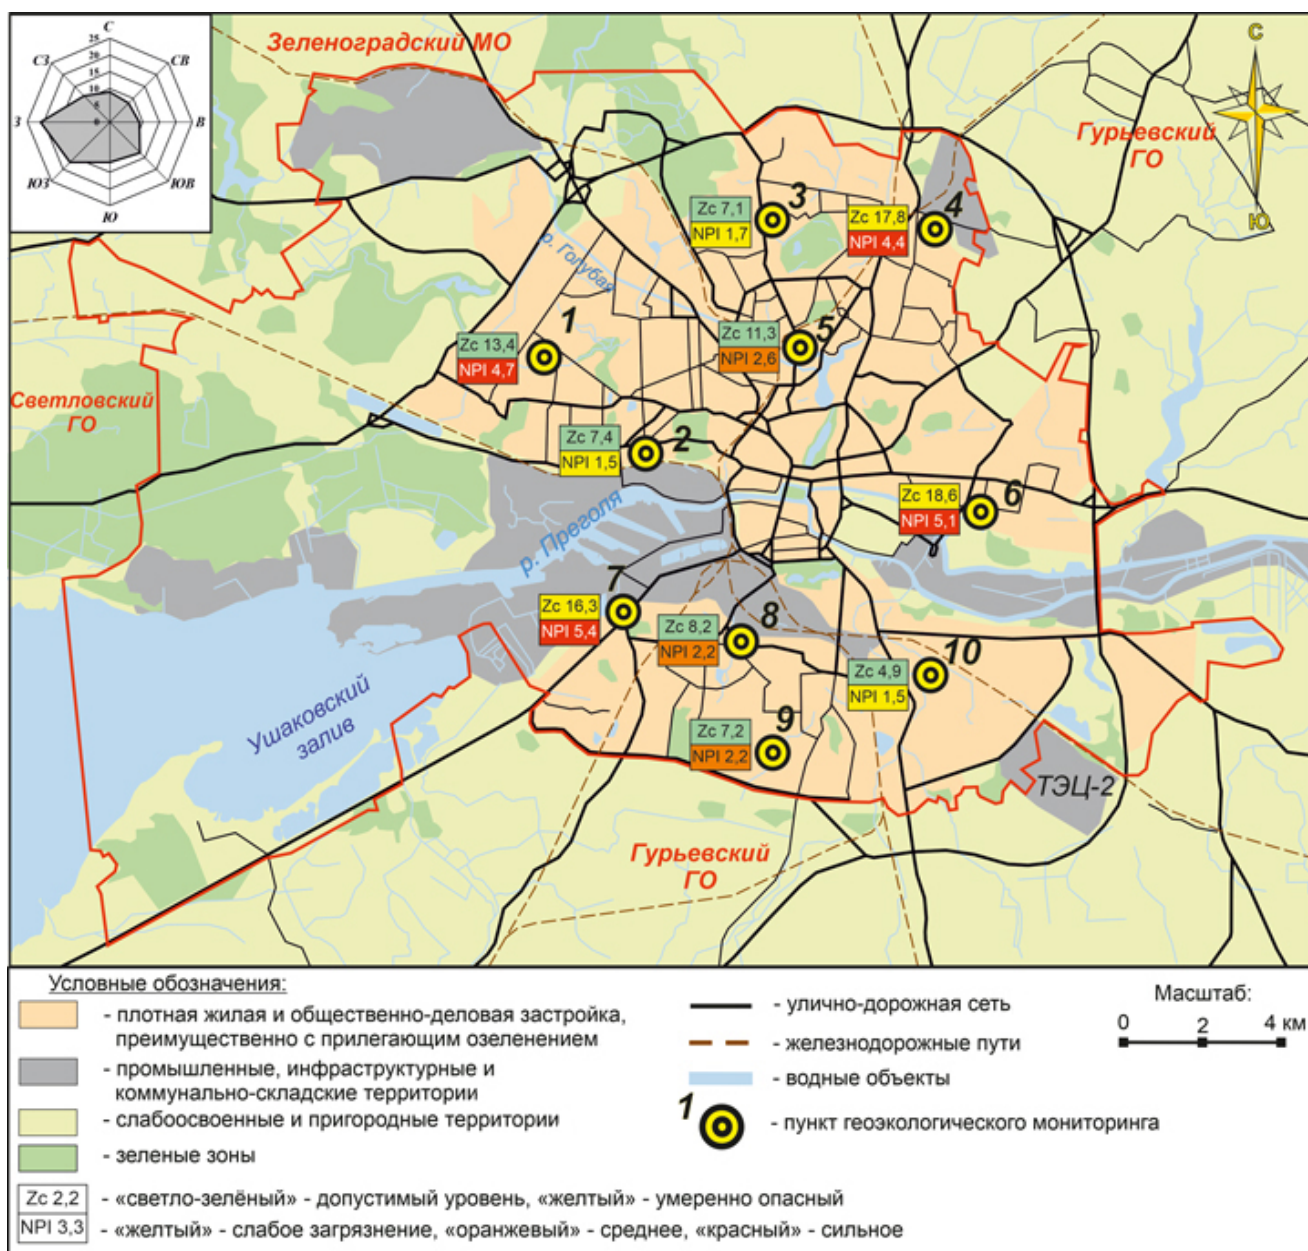 С
25
20
15
10
5
0
СЗ
СВ
З
В
ЮЗ
ЮВ
Ю
Зеленоградский МО
С
Ю
Гурьевский
ГО
Zc 7,1
NPI 1,7
3
Zc 17,8
NPI 4,4
4
р. Голубая
1
Zc 13,4
NPI 4,7
Zc 11,3
NPI 2,6
5
Светловский
ГО
Zc 7,4
NPI 1,5
2
Zc 18,6
NPI 5,1
6
р. Преголя
7
Zc 16,3
NPI 5,4
Zc 8,2
NPI 2,2
8
Zc 4,9
NPI 1,5
10
Ушаковский
залив
Zc 7,2
NPI 2,2
9
ТЭЦ-2
Гурьевский
ГО
Условные обозначения:
- плотная жилая и общественно-деловая застройка,
преимущественно с прилегающим озеленением
- промышленные, инфраструктурные и
коммунально-складские территории
- слабоосвоенные и пригородные территории
- зеленые зоны
Zc 2,2
- «светло-зелёный» - допустимый уровень, «желтый» - умеренно опасный
NPI 3,3
- «желтый» - слабое загрязнение, «оранжевый» - среднее, «красный» - сильное
- улично-дорожная сеть
- железнодорожные пути
- водные объекты
1
- пункт геоэкологического мониторинга
Масштаб:
0 2 4 км